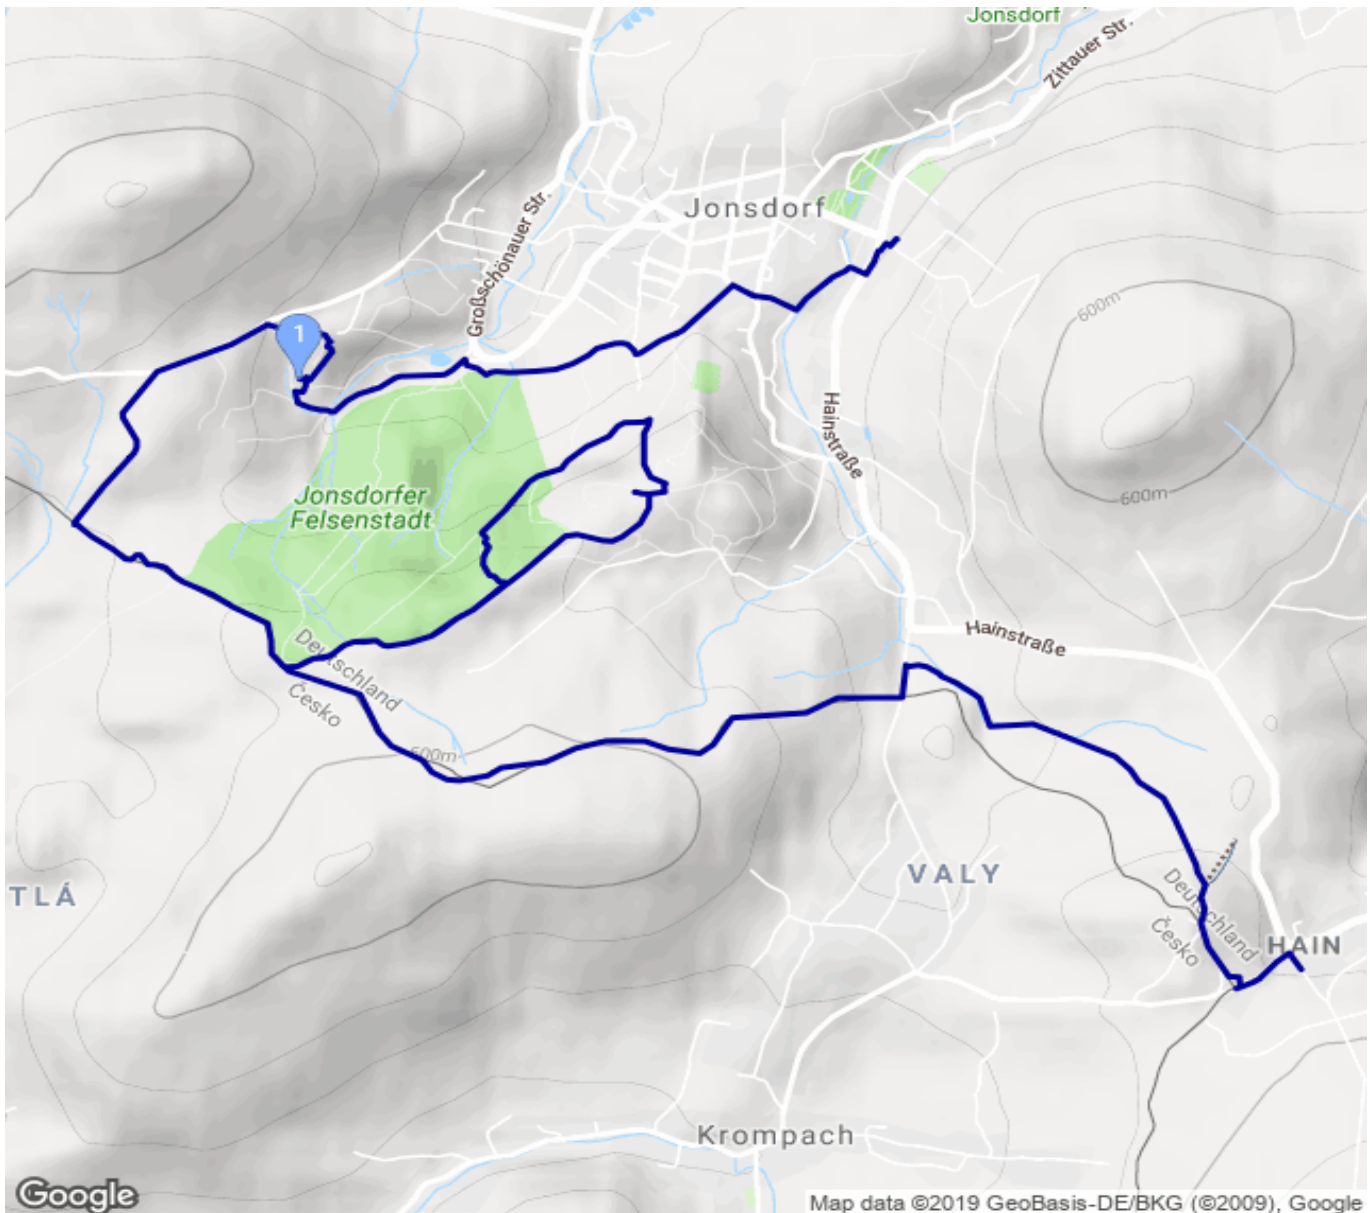 Jonsdorf
Zittauer Str.
Jonsdorf
Großschönauer Str.
600m
1
Hainstraße
600m
Jonsdorfer
Felsenstadt
Hainstraße
Deutschland
Česko
600m
TLÁ
VALY
Deutschland
Česko
HAIN
Krompach
Google
Map data ©2019 GeoBasis-DE/BKG (©2009), Google